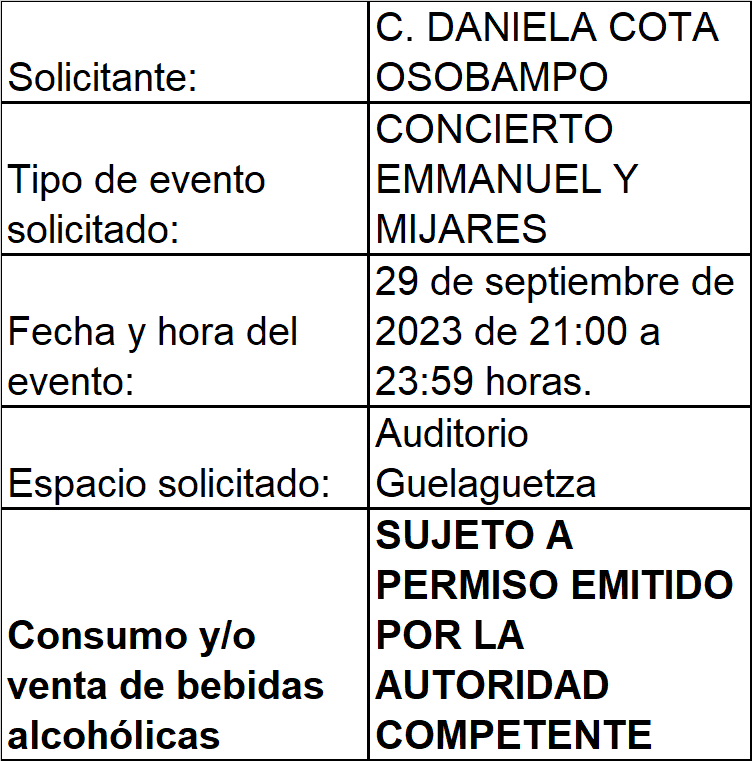 Solicitante:
C. DANIELA COTA
OSOBAMPO
Tipo de evento
solicitado:
CONCIERTO
EMMANUEL Y
MIJARES
Fecha y hora del
evento:
29 de septiembre de
2023 de 21:00 a
23:59 horas.
Espacio solicitado:
Auditorio
Guelaguetza
Consumo y/o
venta de bebidas
alcohólicas
SUJETO A
PERMISO EMITIDO
POR LA
AUTORIDAD
COMPETENTE